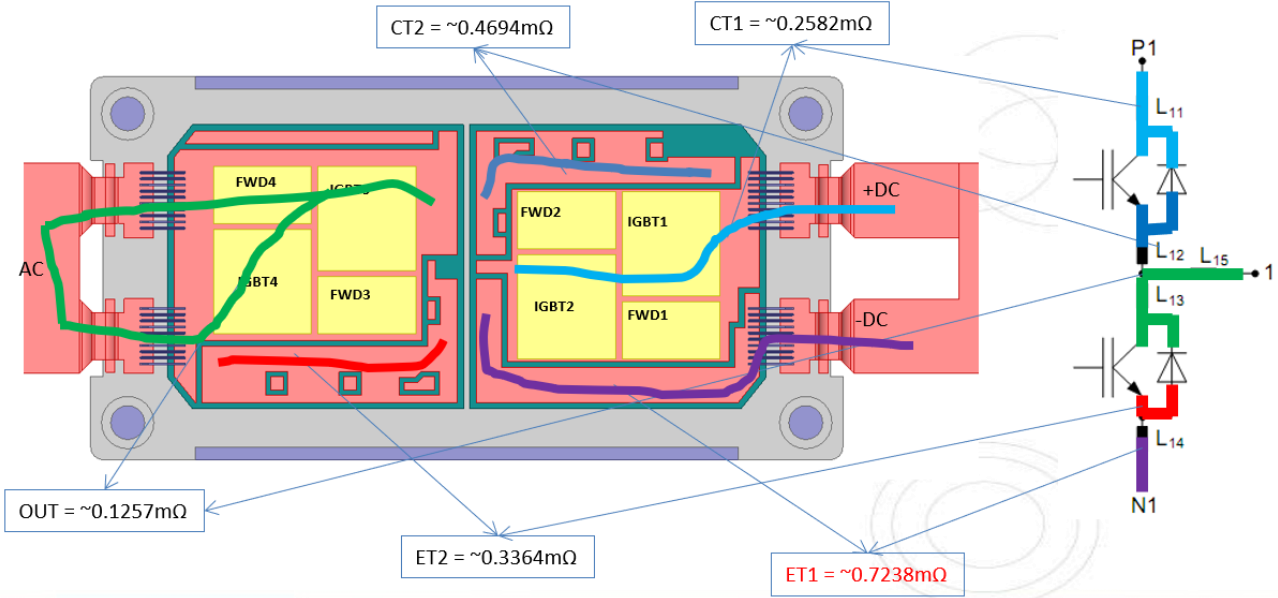 CT2 = ~0.4694mΩ
CT1 = ~0.2582mΩ
P1
L11
FWD4
FWD2
IGBT1
+DC
L12
L15
1
AC
IGBT4
FWD3
IGBT2
FWD1
-DC
L13
L14
N1
OUT = ~0.1257mΩ
ET2 = ~0.3364mΩ
ET1 = ~0.7238mΩ